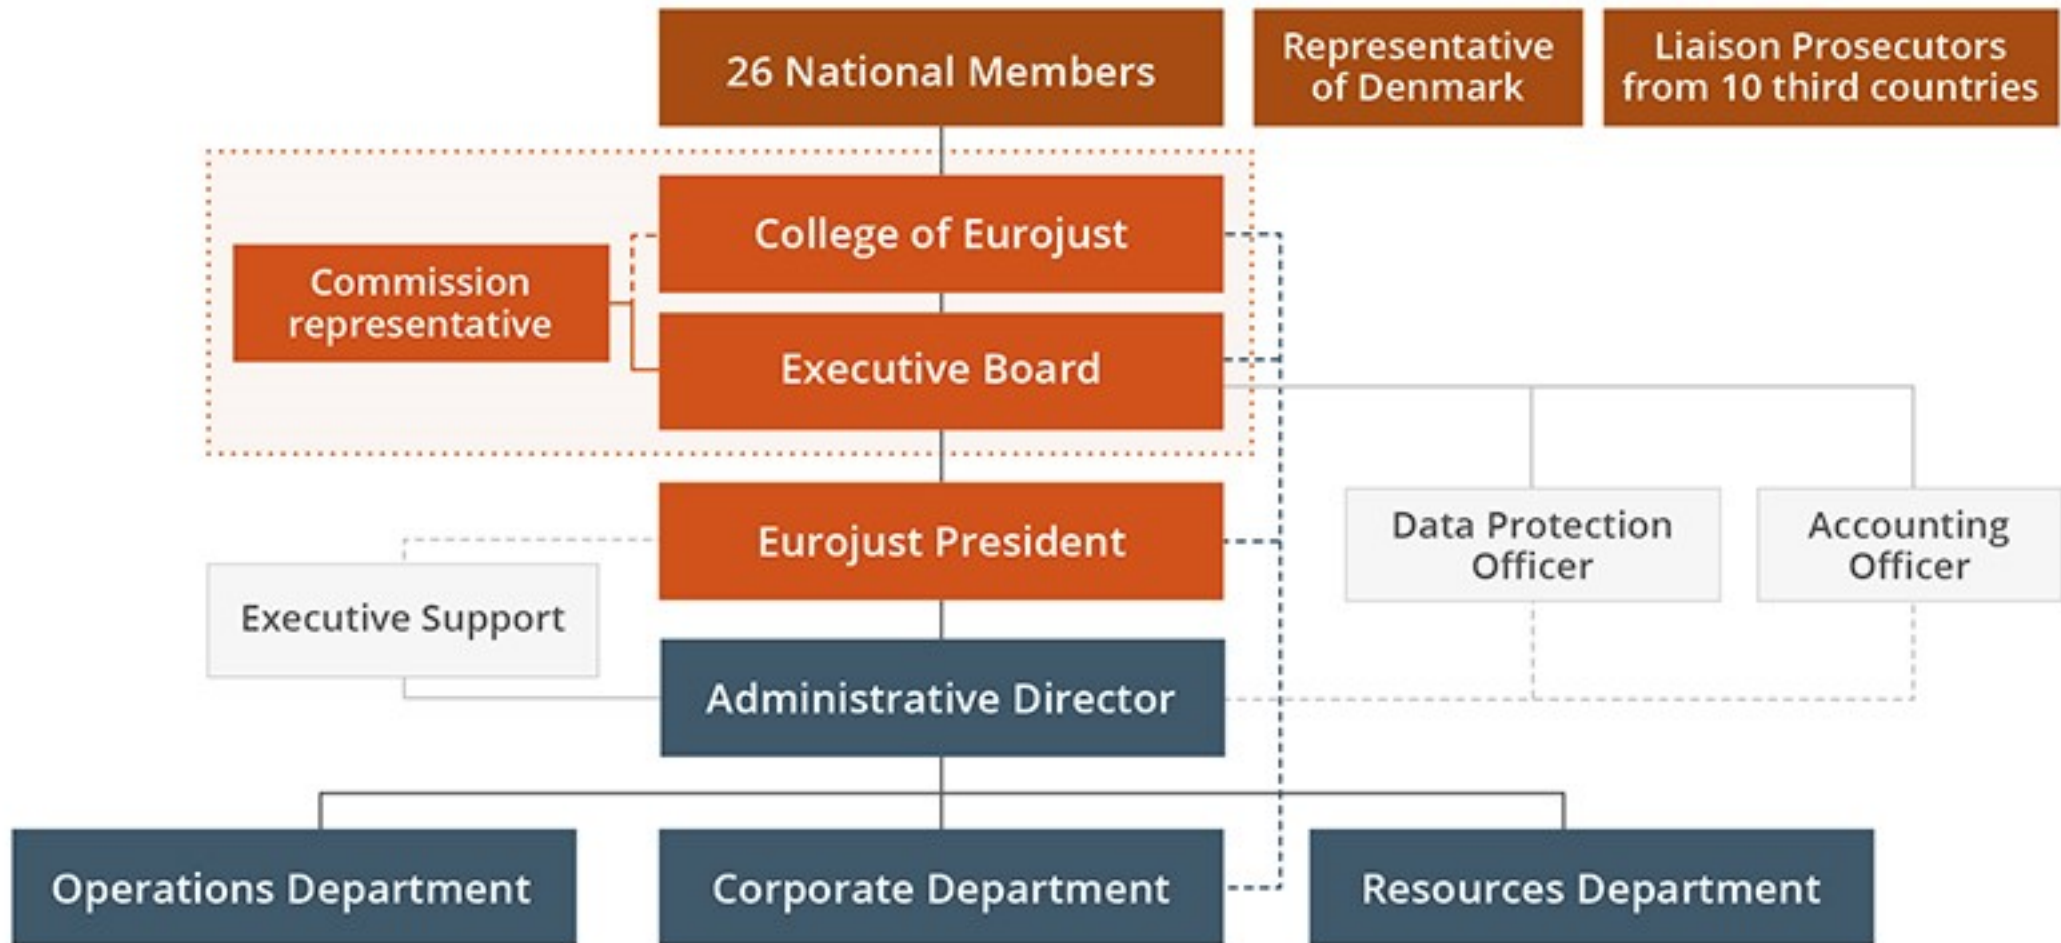 26 National Members
Representative
of Denmark
Liaison Prosecutors
from 10 third countries
College of Eurojust
Commission
representative
Executive Board
Eurojust President
Data Protection
Officer
Accounting
Officer
Executive Support
Administrative Director
Operations Department
Corporate Department
Resources Department